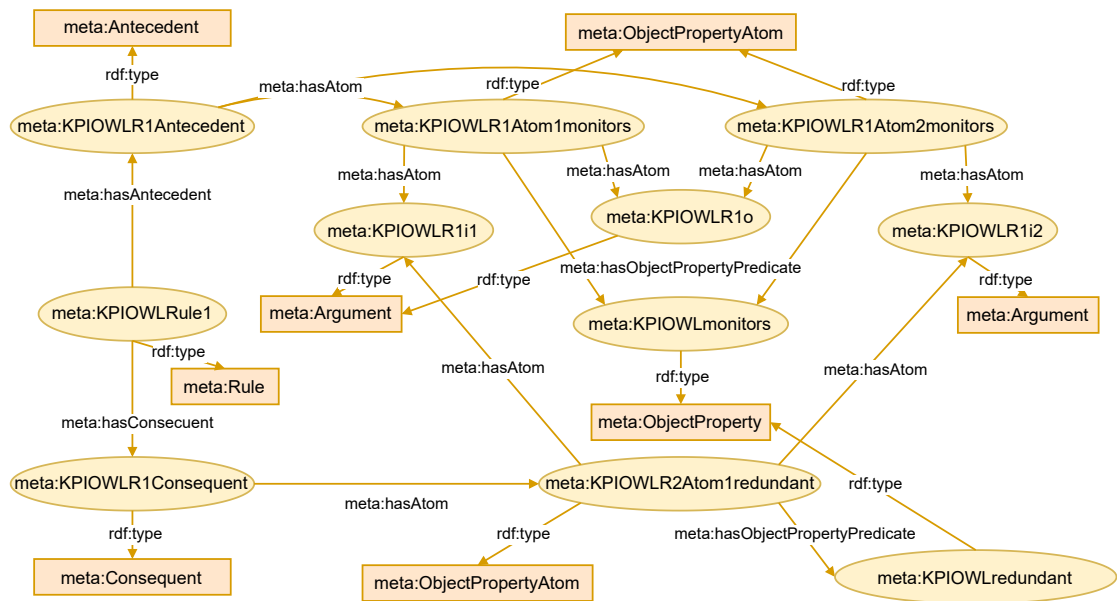 meta:Antecedent
meta:ObjectPropertyAtom
rdf:type
meta:hasAtom
rdf:type
rdf:type
meta:KPIOWLR1Antecedent
meta:KPIOWLR1Atom1monitors
meta:KPIOWLR1Atom2monitors
meta:hasAtom
meta:hasAtom
meta:hasAtom
meta:hasAtom
meta:hasAntecedent
meta:KPIOWLR1i1
meta:KPIOWLR1o
meta:KPIOWLR1i2
rdf:type
rdf:type
meta:hasObjectPropertyPredicate
rdf:type
meta:KPIOWLRule1
meta:Argument
meta:KPIOWLmonitors
meta:Argument
rdf:type
meta:hasAtom
rdf:type
meta:hasAtom
meta:Rule
meta:hasConsecuent
meta:ObjectProperty
meta:KPIOWLR1Consequent
meta:hasAtom
meta:KPIOWLR2Atom1redundant
rdf:type
rdf:type
rdf:type
meta:hasObjectPropertyPredicate
meta:Consequent
meta:ObjectPropertyAtom
meta:KPIOWLredundant